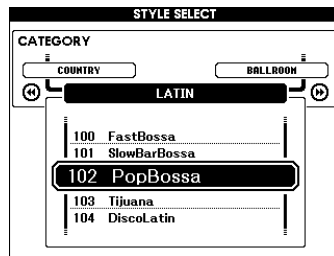 STYLE SELECT
CATEGORY
COUNTRY BALLROOM
LATIN
100 FastBossa
101 SlowBarBossa
102 PopBossa
103 Tijuana
104 DiscoLatin